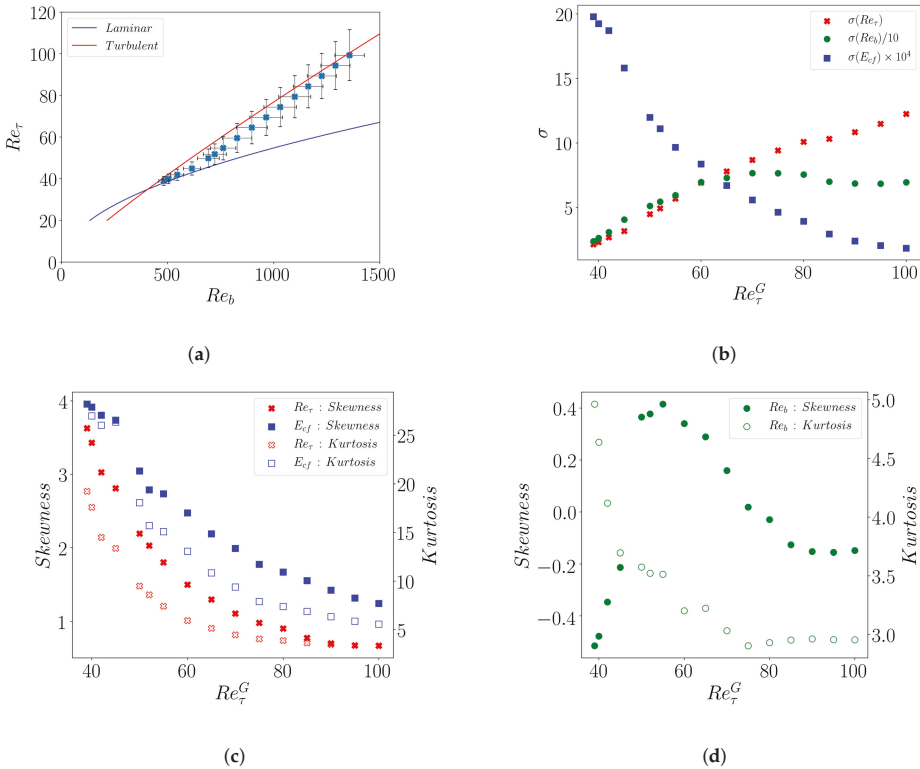 120
100
80
60
40
20
0
0
500
1000
1500
Re_τ
Re_b
Laminar
Turbulent
(a)
20
15
10
5
40
50
60
70
80
90
100
σ
Re_τ^G
σ(Re_τ)
σ(Re_b)/10
σ(E_cf) × 10^4
(b)
4
3
2
1
Skewness
25
20
15
10
5
Kurtosis
40
60
80
100
Re_τ^G
Re_τ : Skewness
E_cf : Skewness
Re_τ : Kurtosis
E_cf : Kurtosis
(c)
0.4
0.2
0.0
−0.2
−0.4
Skewness
5.0
4.5
4.0
3.5
3.0
Kurtosis
40
60
80
100
Re_τ^G
Re_b : Skewness
Re_b : Kurtosis
(d)